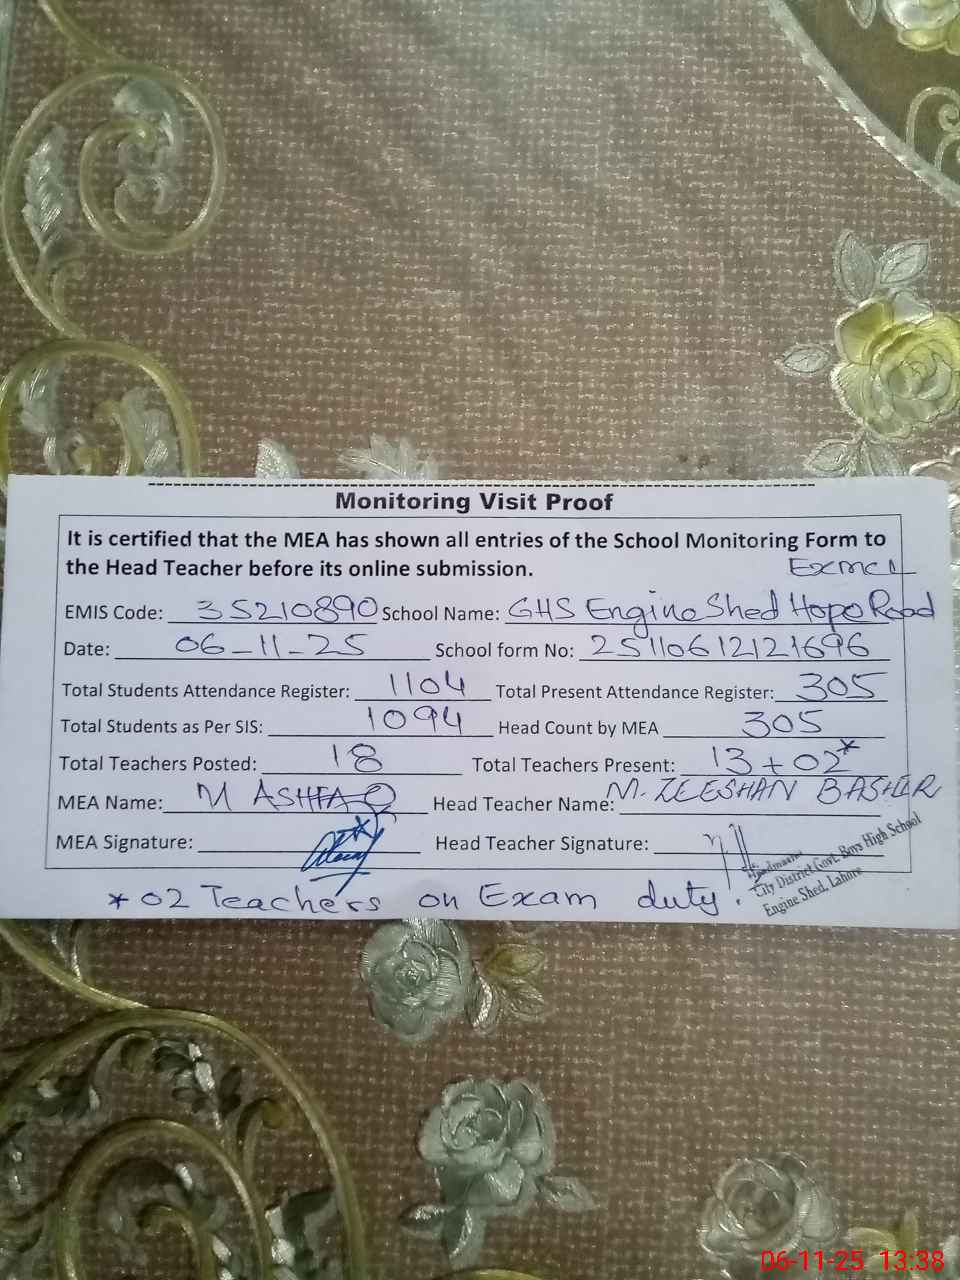 Monitoring Visit Proof
It is certified that the MEA has shown all entries of the School Monitoring Form to
the Head Teacher before its online submission.
EMIS Code: 35210890 School Name: GHS Engine Shed Hope Road
Date: 06-11-25 School form No: 25110612121696
Total Students Attendance Register: 1104 Total Present Attendance Register: 305
Total Students as Per SIS: 1094 Head Count by MEA 305
Total Teachers Posted: 18 Total Teachers Present: 13 + 02*
MEA Name: M ASHFAQ Head Teacher Name: M. ZEESHAN BASHIR
MEA Signature: Head Teacher Signature:
Headmaster
City District Govt. Boys High School
Engine Shed, Lahore
* 02 Teachers on Exam duty.
06-11-25 13:38